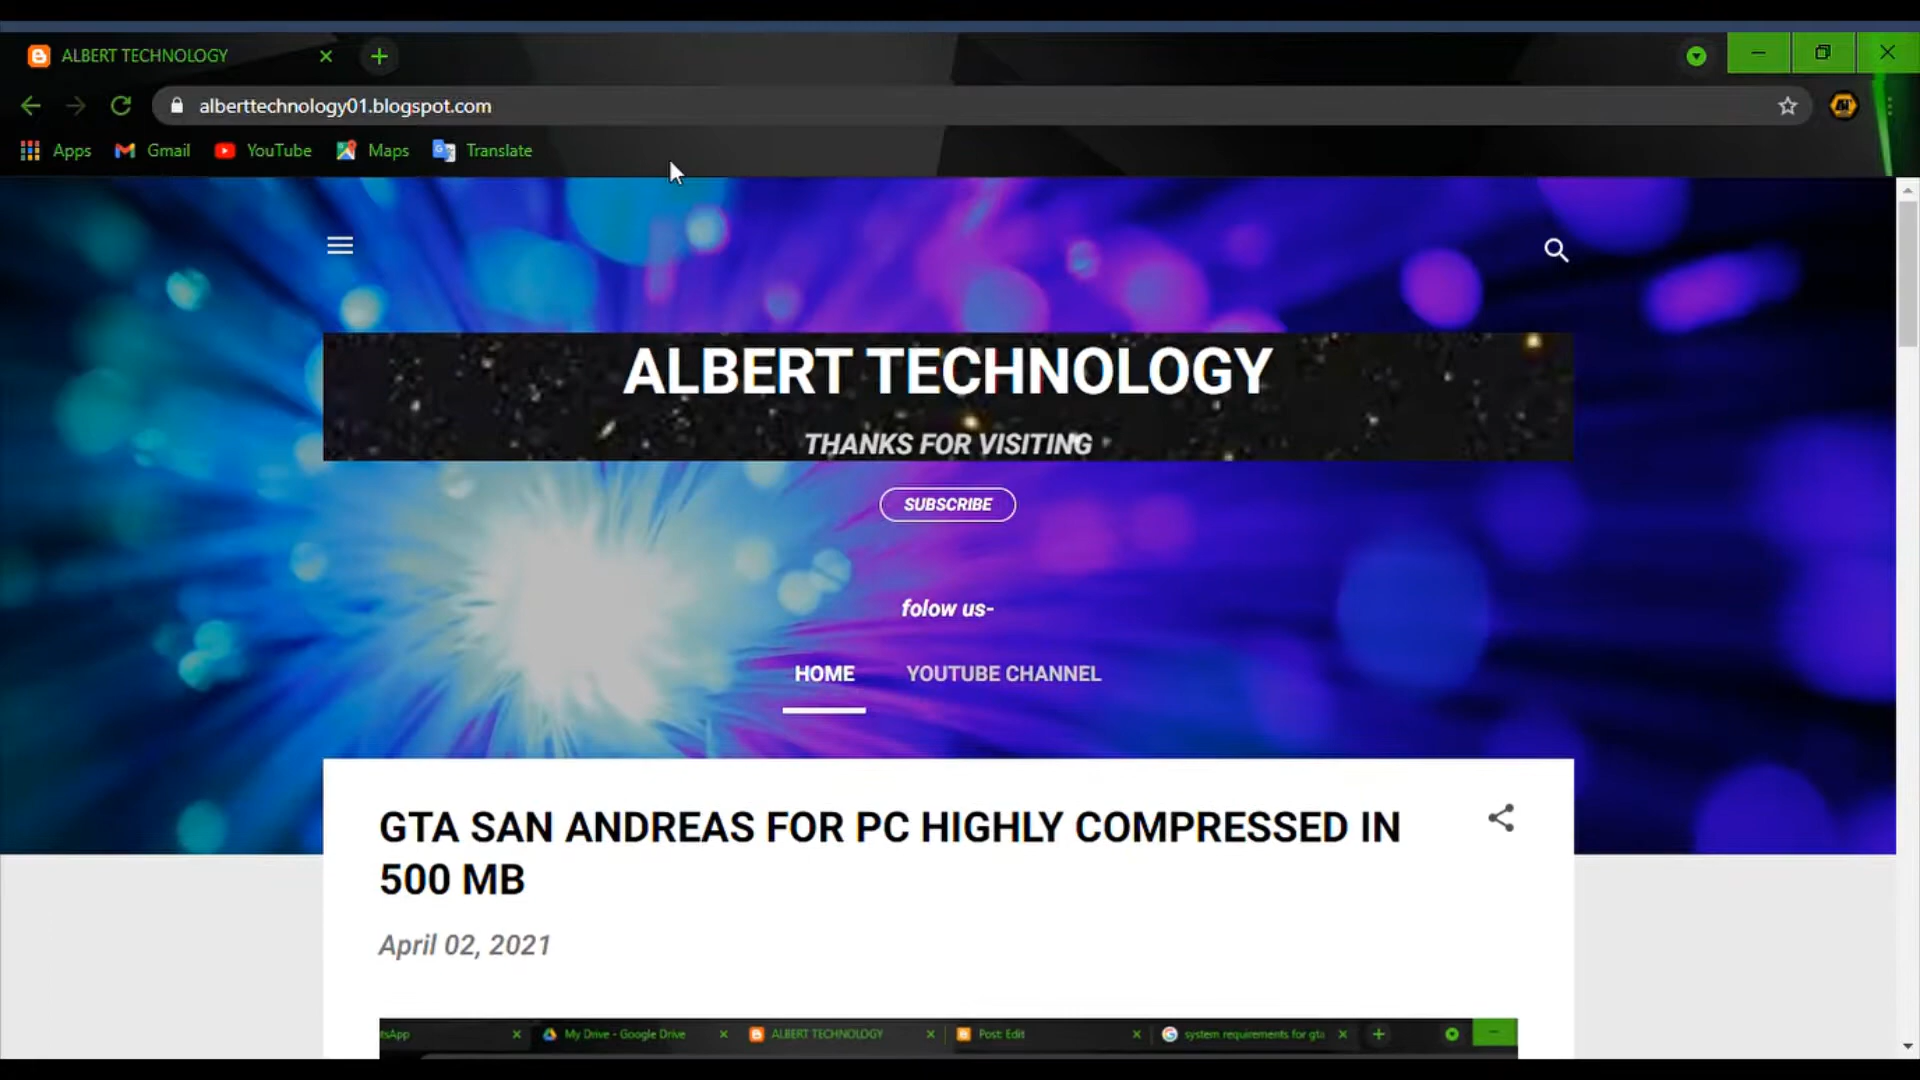 ALBERT TECHNOLOGY
alberttechnology01.blogspot.com
Apps Gmail YouTube Maps Translate
ALBERT TECHNOLOGY
THANKS FOR VISITING
SUBSCRIBE
folow us-
HOME YOUTUBE CHANNEL
GTA SAN ANDREAS FOR PC HIGHLY COMPRESSED IN
500 MB
April 02, 2021
tsApp My Drive - Google Drive ALBERT TECHNOLOGY Post: Edit system requirements for gta